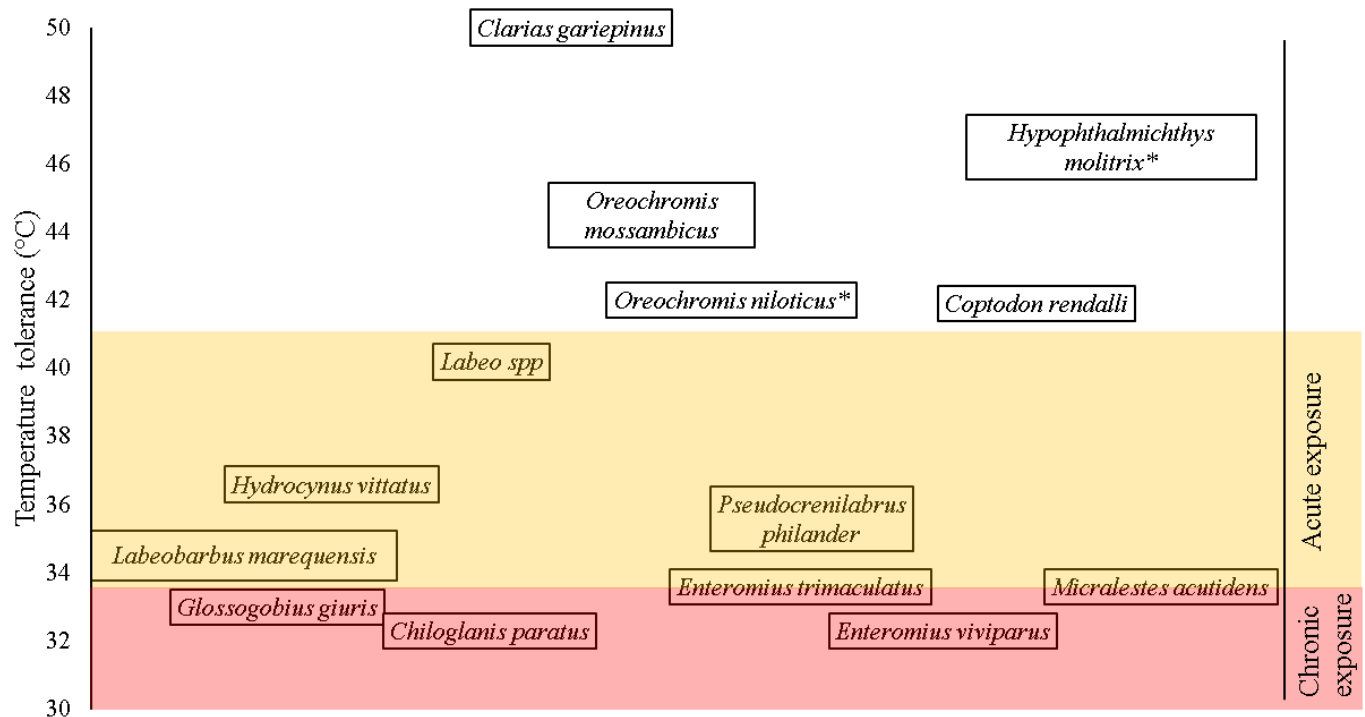 50
48
46
44
42
40
38
36
34
32
30
Temperature tolerance (°C)
Clarias gariepinus
Hypophthalmichthys
molitrix*
Oreochromis
mossambicus
Oreochromis niloticus*
Coptodon rendalli
Labeo spp
Hydrocynus vittatus
Pseudocrenilabrus
philander
Labeobarbus marequensis
Enteromius trimaculatus
Micralestes acutidens
Glossogobius giuris
Chiloglanis paratus
Enteromius viviparus
Acute exposure
Chronic
exposure